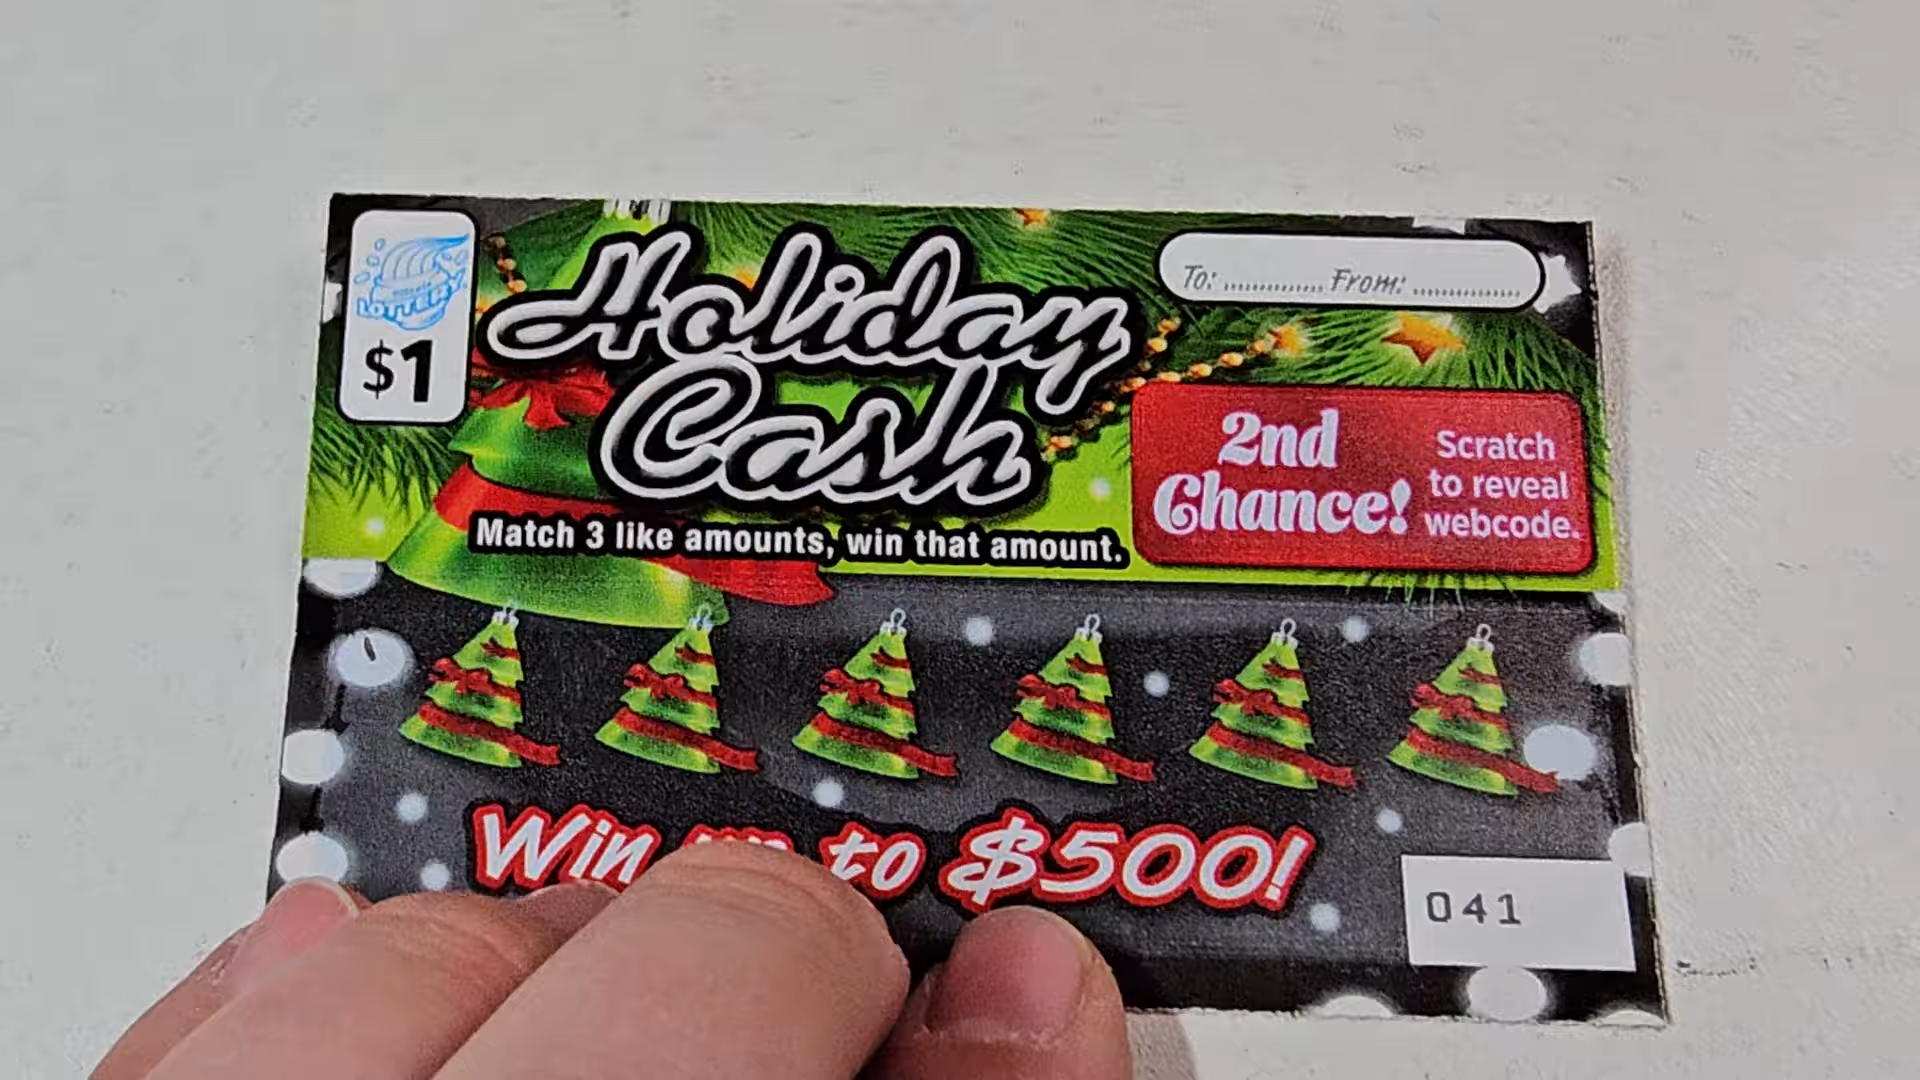 LOTTERY
$1
Holiday
Cash
To: .............. From: ...............
Match 3 like amounts, win that amount.
2nd
Chance!
Scratch
to reveal
webcode.
Win up to $500!
041